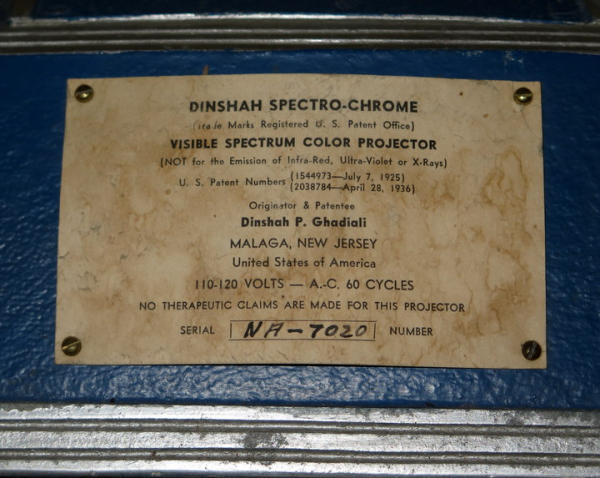 DINSHAH SPECTRO-CHROME
(Trade Marks Registered U. S. Patent Office)
VISIBLE SPECTRUM COLOR PROJECTOR
(NOT for the Emission of Infra-Red, Ultra-Violet or X-Rays)
U. S. Patent Numbers (1544973—July 7, 1925)
(2038784—April 28, 1936)
Originator & Patentee
Dinshah P. Ghadiali
MALAGA, NEW JERSEY
United States of America
110-120 VOLTS — A.-C. 60 CYCLES
NO THERAPEUTIC CLAIMS ARE MADE FOR THIS PROJECTOR
SERIAL NA-7020 NUMBER